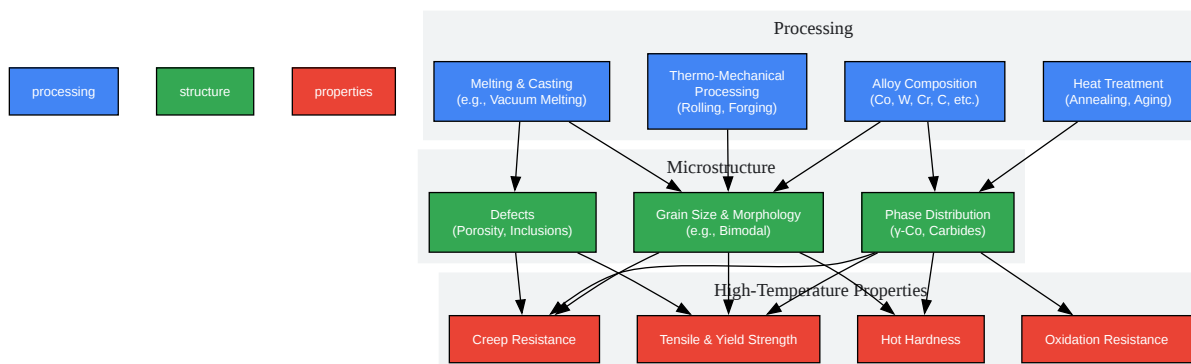 Processing
processing
structure
properties
Melting & Casting
(e.g., Vacuum Melting)
Thermo-Mechanical
Processing
(Rolling, Forging)
Alloy Composition
(Co, W, Cr, C, etc.)
Heat Treatment
(Annealing, Aging)
Microstructure
Defects
(Porosity, Inclusions)
Grain Size & Morphology
(e.g., Bimodal)
Phase Distribution
(γ-Co, Carbides)
High-Temperature Properties
Creep Resistance
Tensile & Yield Strength
Hot Hardness
Oxidation Resistance